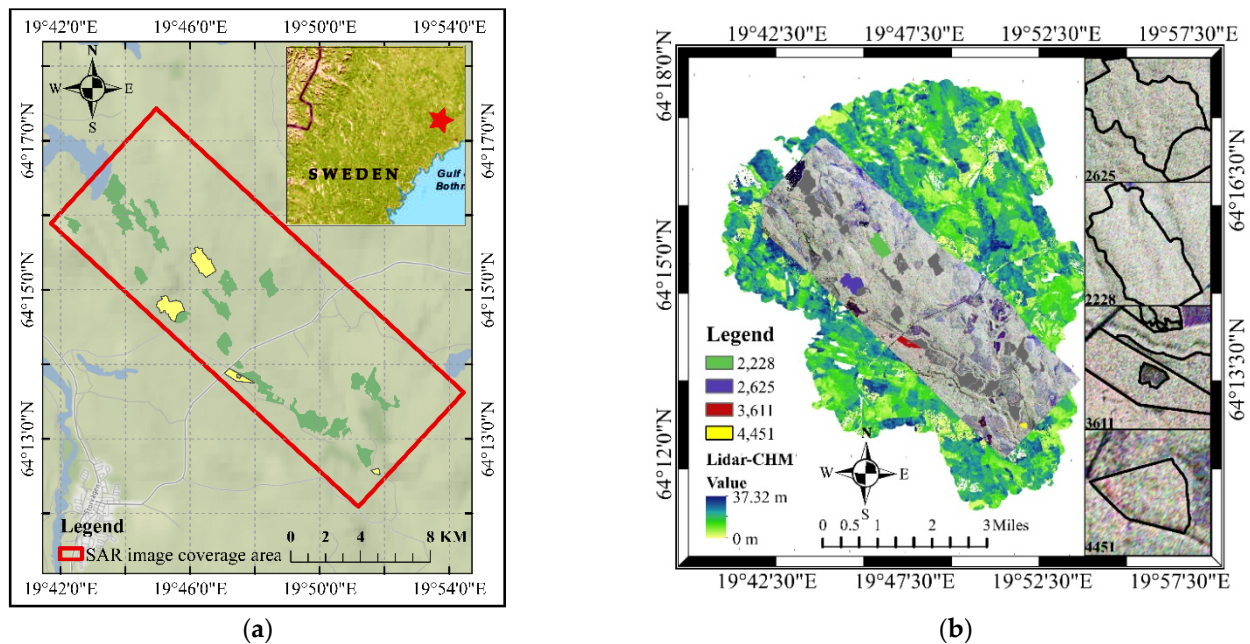 19°42'0"E 19°46'0"E 19°50'0"E 19°54'0"E
N
W E
S
SWEDEN
Gulf
Bothn
64°17'0"N
64°17'0"N
64°15'0"N
64°15'0"N
64°13'0"N
64°13'0"N
Legend
SAR image coverage area
0 2 4 8 KM
19°42'0"E 19°46'0"E 19°50'0"E 19°54'0"E
(a)
19°42'30"E 19°47'30"E 19°52'30"E 19°57'30"E
64°18'0"N
64°15'0"N
64°12'0"N
64°16'30"N
64°13'30"N
2625
2228
3611
4451
Legend
2,228
2,625
3,611
4,451
Lidar-CHM
Value
37.32 m
0 m
N
W E
S
0 0.5 1 2 3 Miles
19°42'30"E 19°47'30"E 19°52'30"E 19°57'30"E
(b)